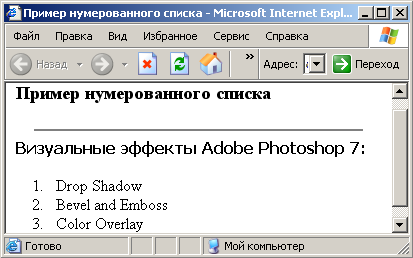 Пример нумерованного списка - Microsoft Internet Expl...
Файл Правка Вид Избранное Сервис Справка
Назад » Адрес: Переход
Пример нумерованного списка
Визуальные эффекты Adobe Photoshop 7:
1. Drop Shadow
2. Bevel and Emboss
3. Color Overlay
Готово Мой компьютер